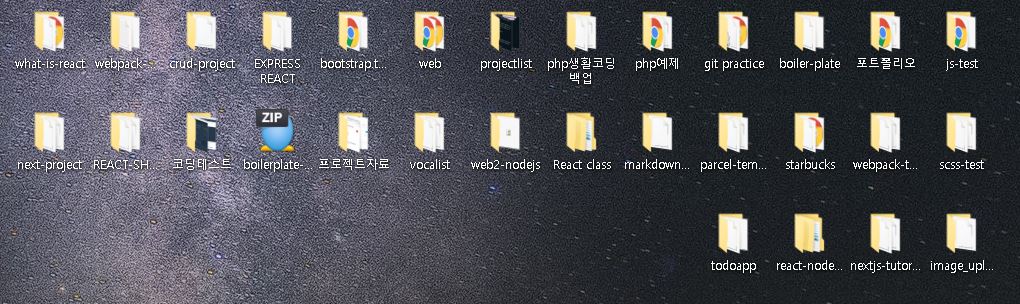 what-is-react
webpack-...
crud-project
EXPRESS
REACT
bootstrap.t...
web
projectlist
php생활코딩
백업
php예제
git practice
boiler-plate
포트폴리오
js-test
next-project
REACT-SH...
코딩테스트
ZIP
boilerplate-...
프로젝트자료
vocalist
web2-nodejs
React class
markdown...
parcel-tem...
starbucks
webpack-t...
scss-test
todoapp
react-node...
nextjs-tutor...
image_upl...